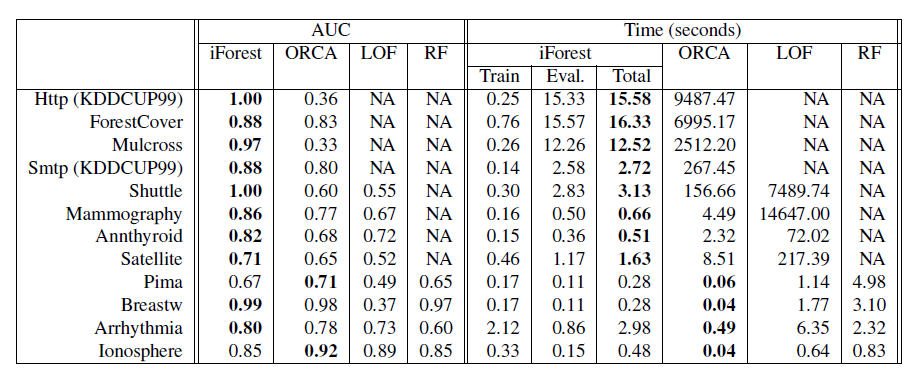 AUC Time (seconds)
iForest ORCA LOF RF iForest ORCA LOF RF
Train Eval. Total
Http (KDDCUP99) 1.00 0.36 NA NA 0.25 15.33 15.58 9487.47 NA NA
ForestCover 0.88 0.83 NA NA 0.76 15.57 16.33 6995.17 NA NA
Mulcross 0.97 0.33 NA NA 0.26 12.26 12.52 2512.20 NA NA
Smtp (KDDCUP99) 0.88 0.80 NA NA 0.14 2.58 2.72 267.45 NA NA
Shuttle 1.00 0.60 0.55 NA 0.30 2.83 3.13 156.66 7489.74 NA
Mammography 0.86 0.77 0.67 NA 0.16 0.50 0.66 4.49 14647.00 NA
Annthyroid 0.82 0.68 0.72 NA 0.15 0.36 0.51 2.32 72.02 NA
Satellite 0.71 0.65 0.52 NA 0.46 1.17 1.63 8.51 217.39 NA
Pima 0.67 0.71 0.49 0.65 0.17 0.11 0.28 0.06 1.14 4.98
Breastw 0.99 0.98 0.37 0.97 0.17 0.11 0.28 0.04 1.77 3.10
Arrhythmia 0.80 0.78 0.73 0.60 2.12 0.86 2.98 0.49 6.35 2.32
Ionosphere 0.85 0.92 0.89 0.85 0.33 0.15 0.48 0.04 0.64 0.83